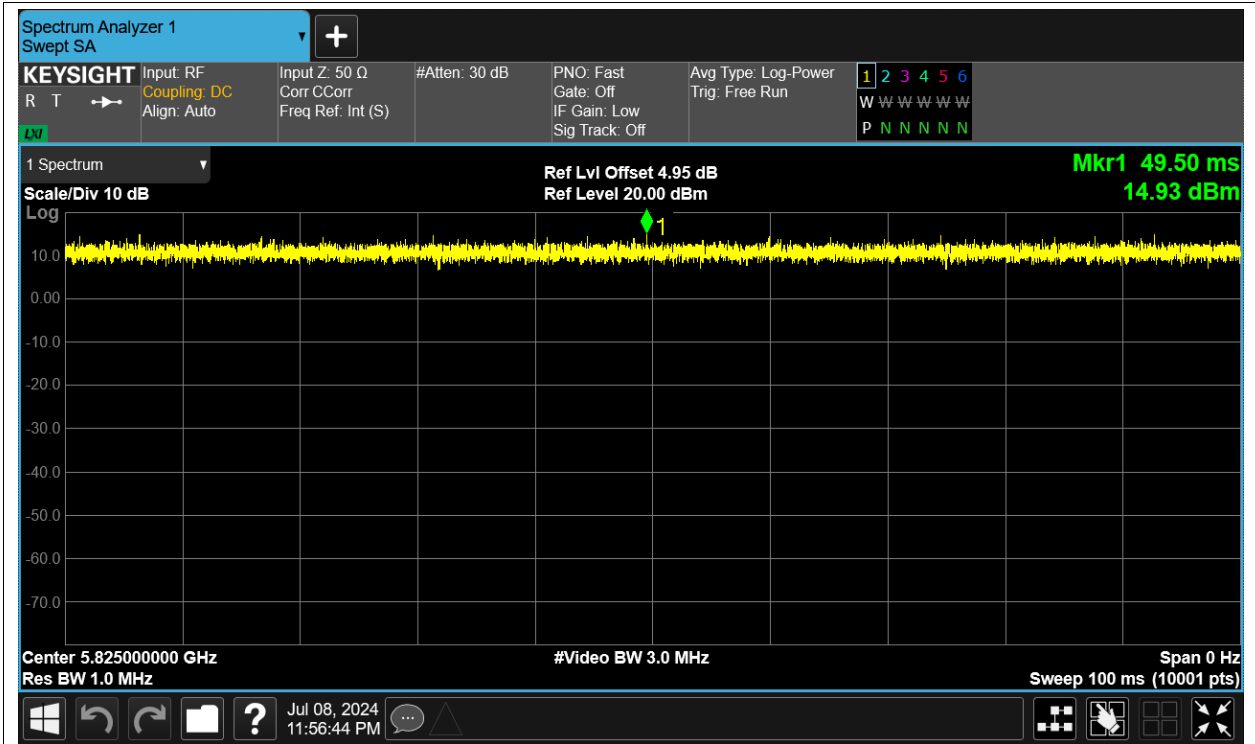 Spectrum Analyzer 1
Swept SA
KEYSIGHT
R T
LXI
Input: RF
Coupling: DC
Align: Auto
Input Z: 50 Ω
Corr CCorr
Freq Ref: Int (S)
#Atten: 30 dB
PNO: Fast
Gate: Off
IF Gain: Low
Sig Track: Off
Avg Type: Log-Power
Trig: Free Run
1 2 3 4 5 6
W W W W W W
P N N N N N
1 Spectrum
Scale/Div 10 dB
Log
Ref Lvl Offset 4.95 dB
Ref Level 20.00 dBm
Mkr1 49.50 ms
14.93 dBm
1
10.0
0.00
-10.0
-20.0
-30.0
-40.0
-50.0
-60.0
-70.0
Center 5.825000000 GHz
Res BW 1.0 MHz
#Video BW 3.0 MHz
Span 0 Hz
Sweep 100 ms (10001 pts)
?
Jul 08, 2024
11:56:44 PM